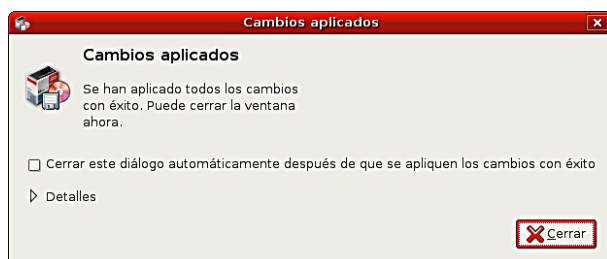 Cambios aplicados
Cambios aplicados
Se han aplicado todos los cambios
con éxito. Puede cerrar la ventana
ahora.
Cerrar este diálogo automáticamente después de que se apliquen los cambios con éxito
Detalles
Cerrar